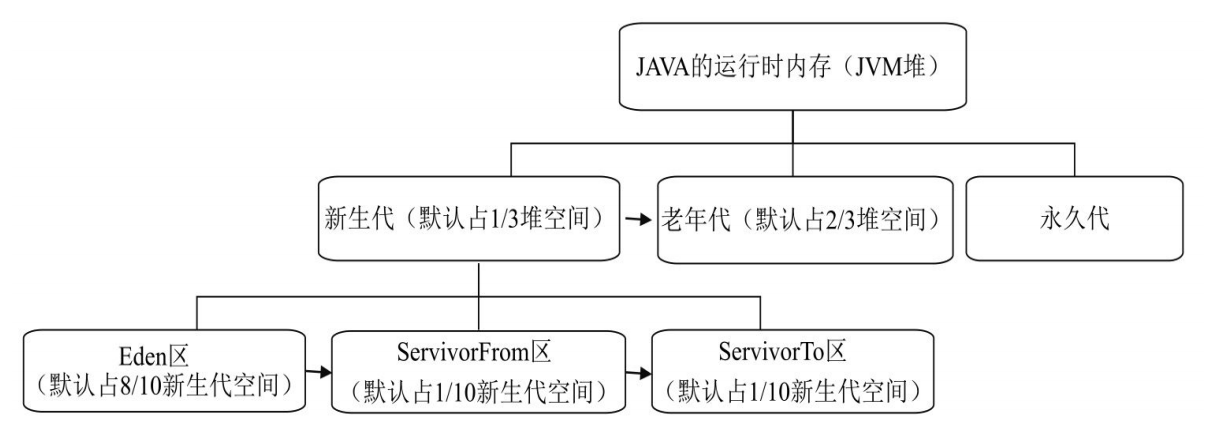 JAVA的运行时内存（JVM堆）
新生代（默认占1/3堆空间）
老年代（默认占2/3堆空间）
永久代
Eden区
（默认占8/10新生代空间）
ServivorFrom区
（默认占1/10新生代空间）
ServivorTo区
（默认占1/10新生代空间）